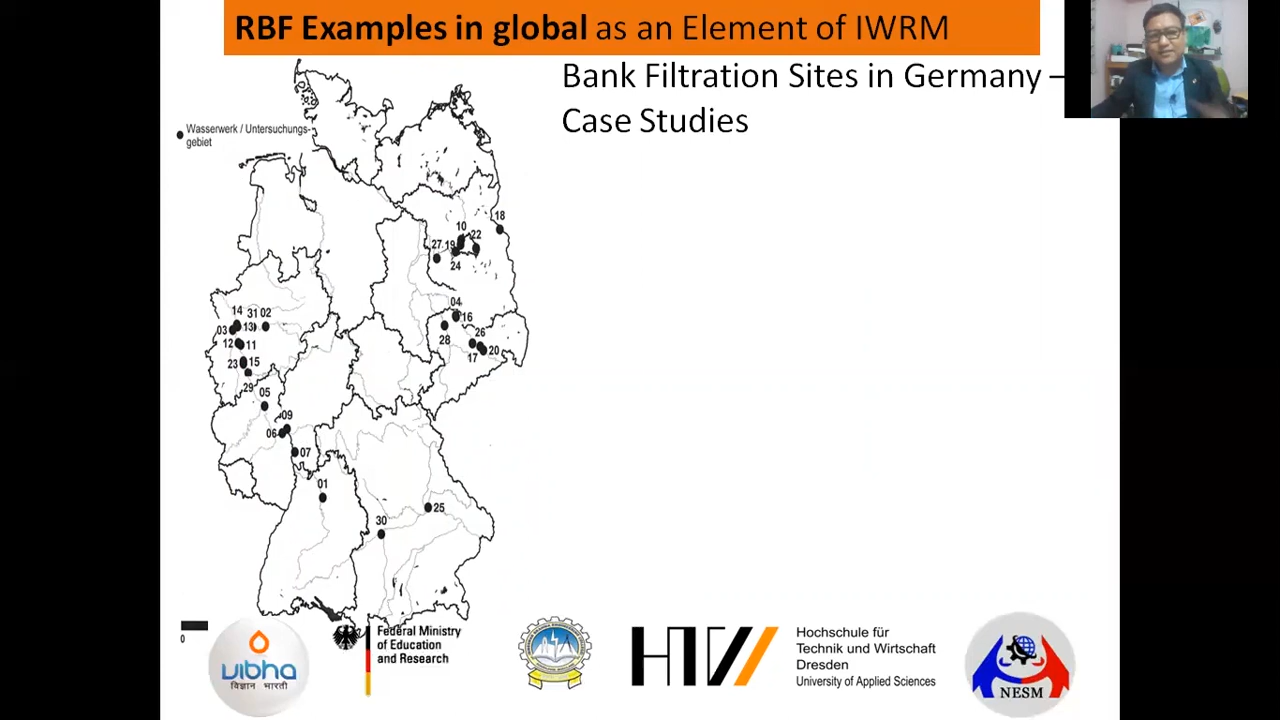 RBF Examples in global as an Element of IWRM
Bank Filtration Sites in Germany –
Case Studies
Wasserwerk / Untersuchungs-
gebiet
18
10
22
27 19
24
04
16
26
28
20
17
14 31 02
03 13
12 11
23 15
29
05
09
06
07
01
25
30
0
vibha
विज्ञान भारती
Federal Ministry
of Education
and Research
HTW
Hochschule für
Technik und Wirtschaft
Dresden
University of Applied Sciences
NESM